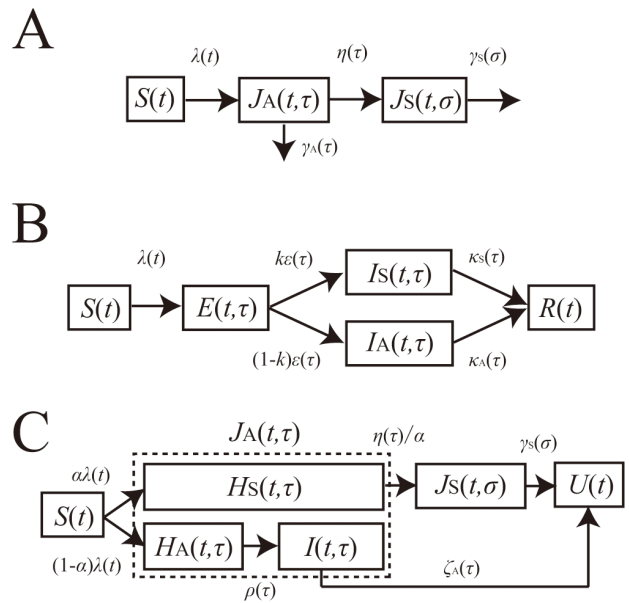 A
λ(t) η(τ) γS(σ)
S(t) JA(t,τ) JS(t,σ)
γA(τ)
B
λ(t) kε(τ) IS(t,τ) κS(τ)
S(t) E(t,τ) R(t)
(1-k)ε(τ) IA(t,τ) κA(τ)
C
JA(t,τ) η(τ)/α γS(σ)
αλ(t) HS(t,τ) JS(t,σ) U(t)
S(t)
(1-α)λ(t) HA(t,τ) I(t,τ) ζA(τ)
ρ(τ)